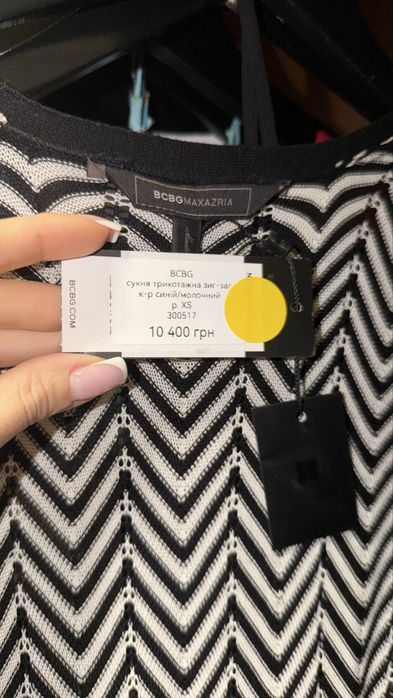 BCBGMAXAZRIA
BCBG
сукня трикотажна зиг-заг
к-р синій/молочний
р. XS
300517
10 400 грн
BCBG.COM